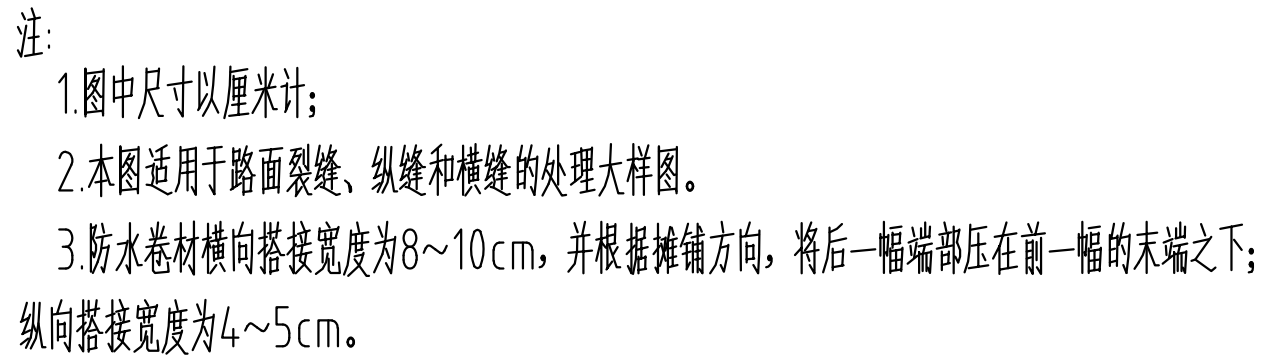 注:
1.图中尺寸以厘米计;
2.本图适用于路面裂缝、纵缝和横缝的处理大样图。
3.防水卷材横向搭接宽度为8~10cm,并根据摊铺方向,将后一幅端部压在前一幅的末端之下;
纵向搭接宽度为4~5cm。